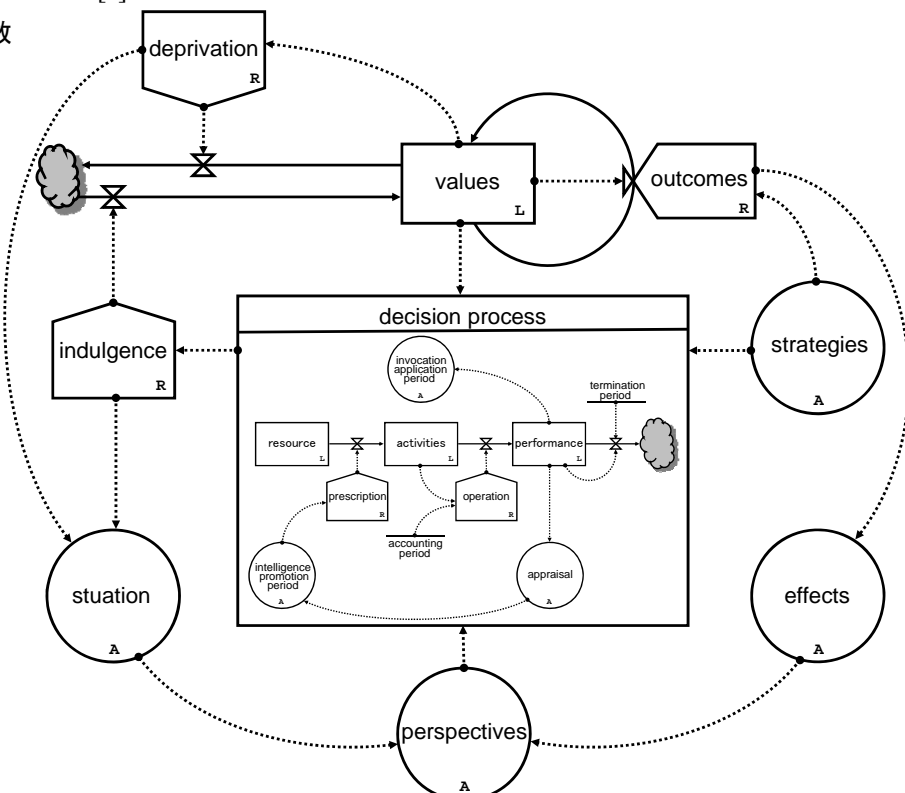 deprivation
R
values
L
outcomes
R
decision process
indulgence
R
strategies
A
invocation
application
period
A
termination
period
resource
L
activities
L
performance
L
prescription
R
operation
R
accounting
period
intelligence
promotion
period
A
appraisal
A
stuation
A
effects
A
perspectives
A